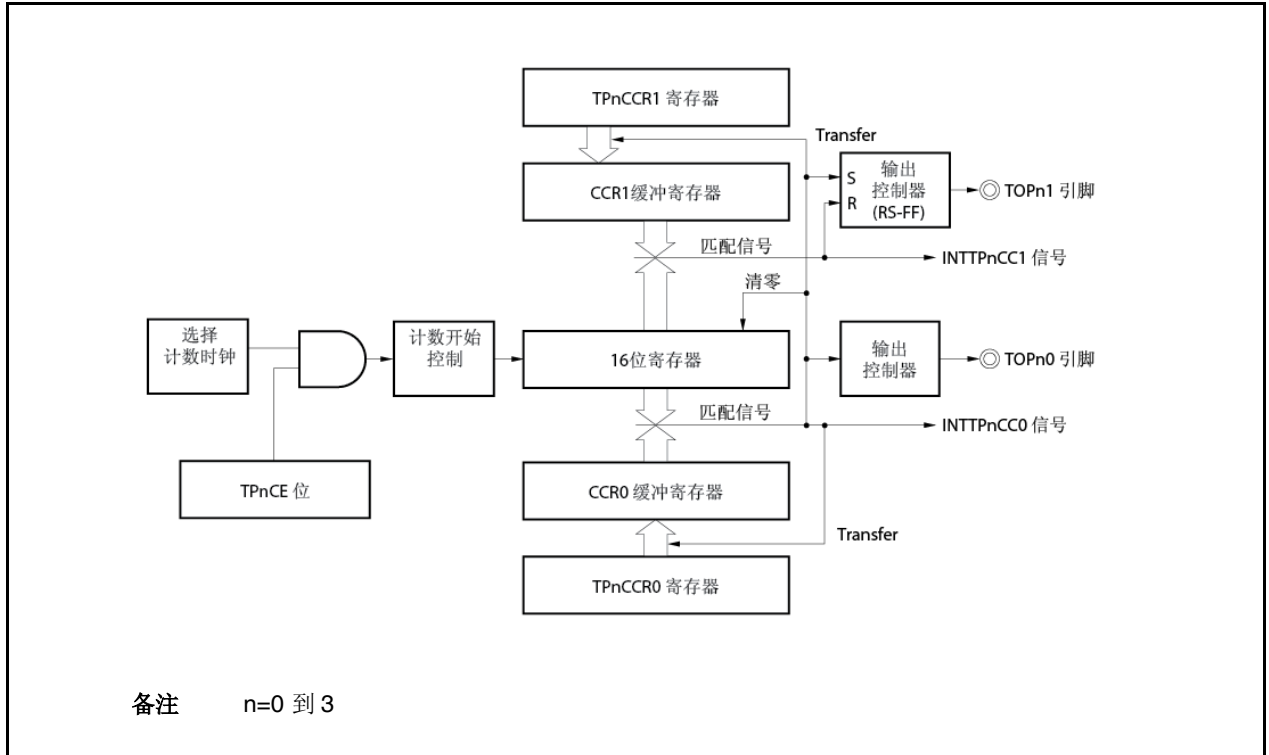 TPnCCR1 寄存器
Transfer
CCR1缓冲寄存器
S
R
输出
控制器
(RS-FF)
TOPn1 引脚
匹配信号
INTTPnCC1 信号
清零
选择
计数时钟
计数开始
控制
16位寄存器
输出
控制器
TOPn0 引脚
匹配信号
INTTPnCC0 信号
TPnCE 位
CCR0 缓冲寄存器
Transfer
TPnCCR0 寄存器
备注 n=0 到 3